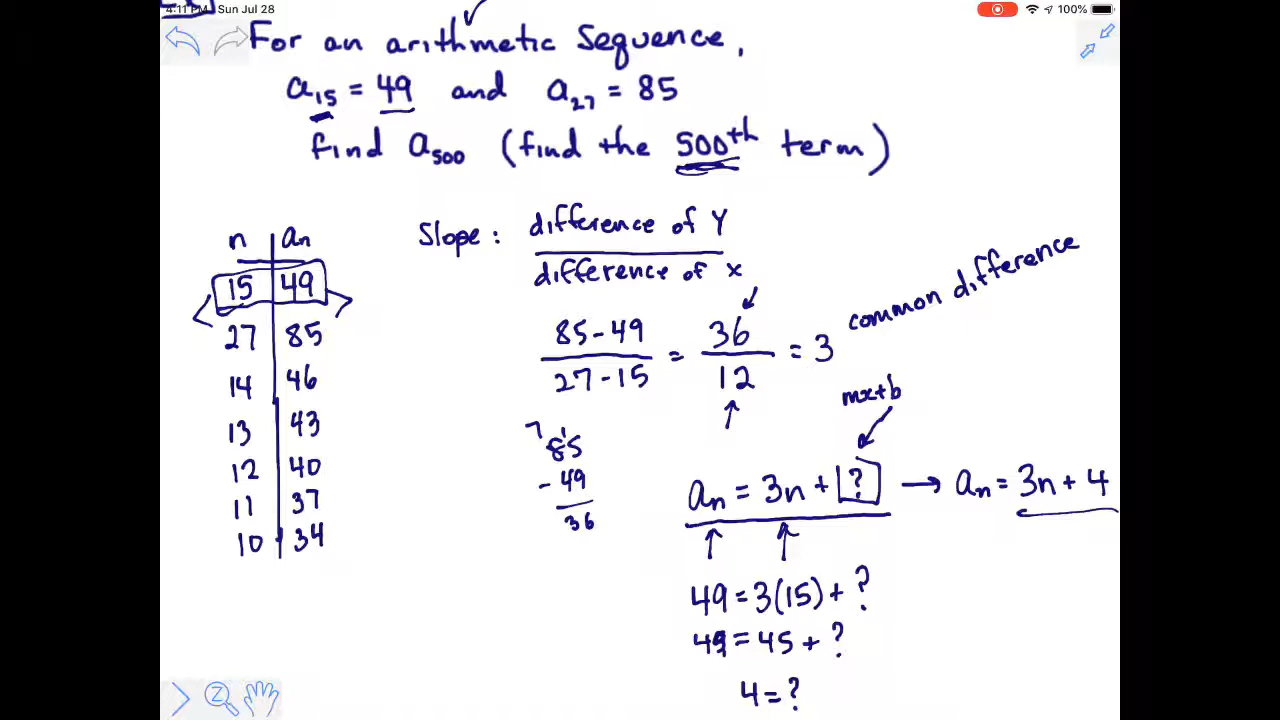 4:11 PM Sun Jul 28
100%
For an arithmetic Sequence,
a15 = 49 and a27 = 85
find a500 (find the 500th term)
n an
15 49
27 85
14 46
13 43
12 40
11 37
10 34
Slope: difference of Y
difference of x
85-49 = 36 = 3
27-15 12
common difference
7 1
85
- 49
36
mx+b
an = 3n + ? → an = 3n + 4
49 = 3(15) + ?
49 = 45 + ?
4 = ?